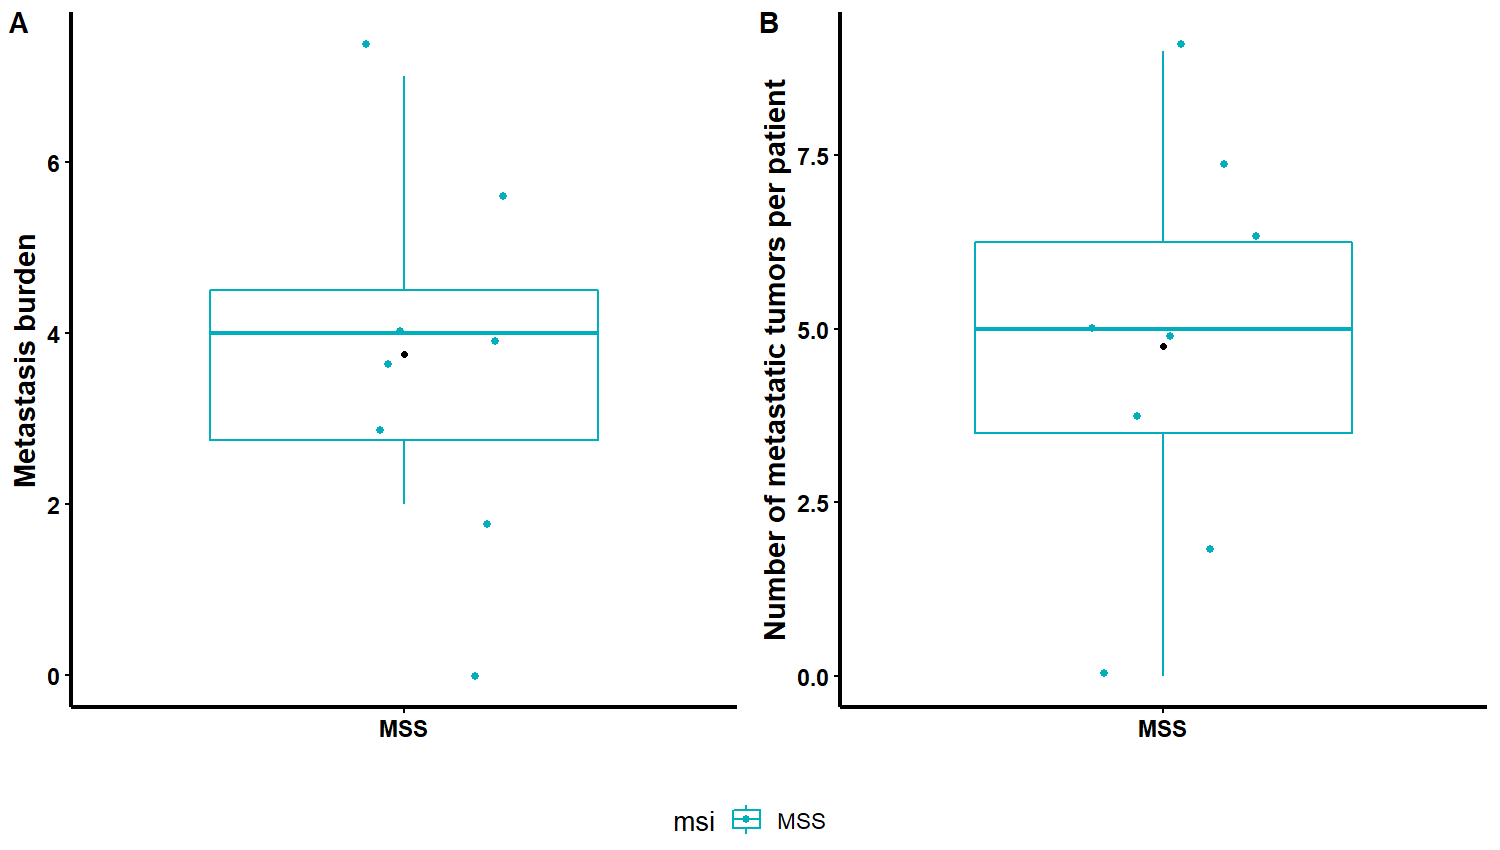 A
Metastasis burden
6
4
2
0
MSS
B
Number of metastatic tumors per patient
7.5
5.0
2.5
0.0
MSS
msi MSS